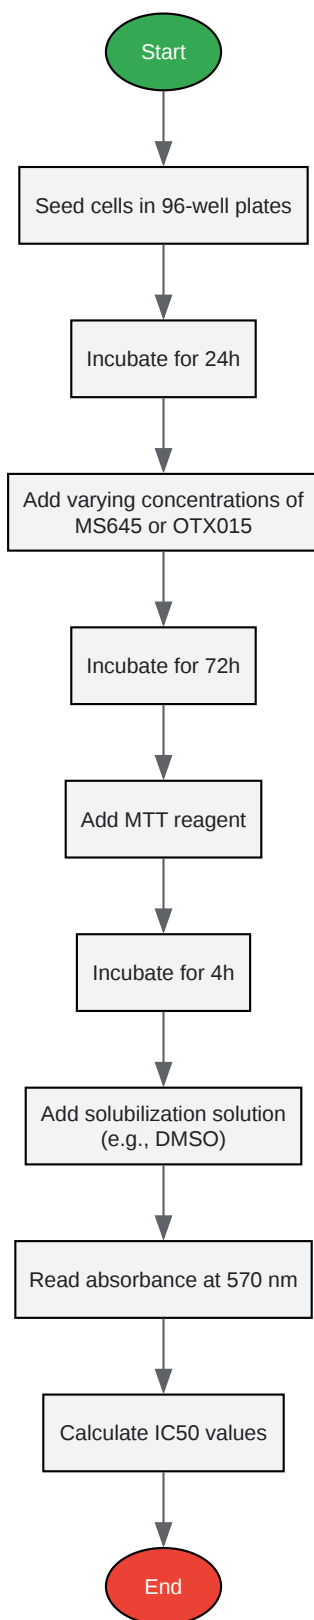 Start
Seed cells in 96-well plates
Incubate for 24h
Add varying concentrations of
MS645 or OTX015
Incubate for 72h
Add MTT reagent
Incubate for 4h
Add solubilization solution
(e.g., DMSO)
Read absorbance at 570 nm
Calculate IC50 values
End